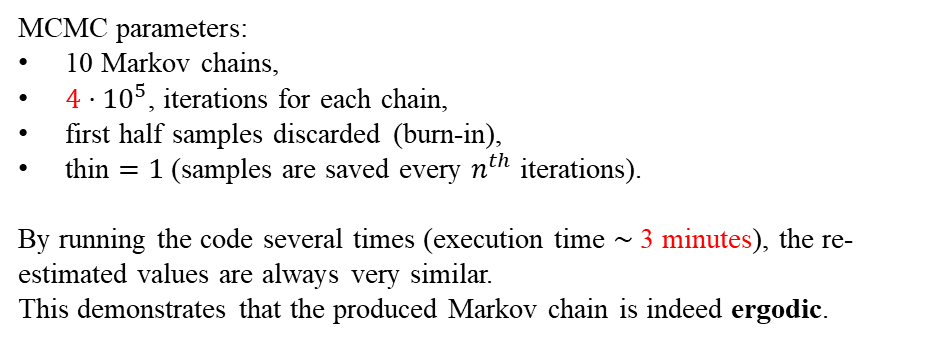 MCMC parameters:
• 10 Markov chains,
• 4 · 10⁵, iterations for each chain,
• first half samples discarded (burn-in),
• thin = 1 (samples are saved every nᵗʰ iterations).
By running the code several times (execution time ~ 3 minutes), the re-
estimated values are always very similar.
This demonstrates that the produced Markov chain is indeed ergodic.